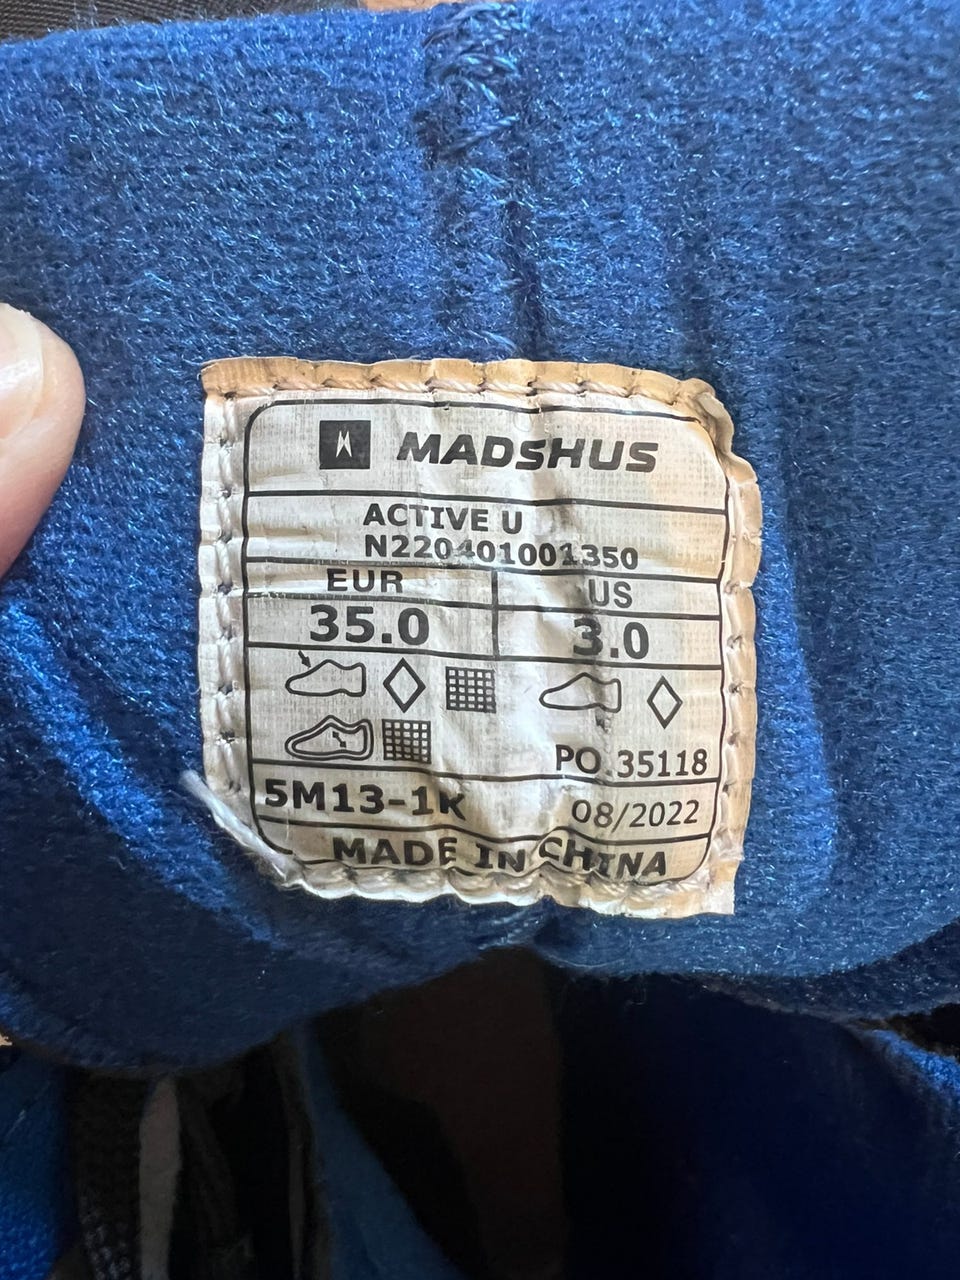 MADSHUS
ACTIVE U
N220401001350
EUR US
35.0 3.0
PO.35118
5M13-1K 08/2022
MADE IN CHINA